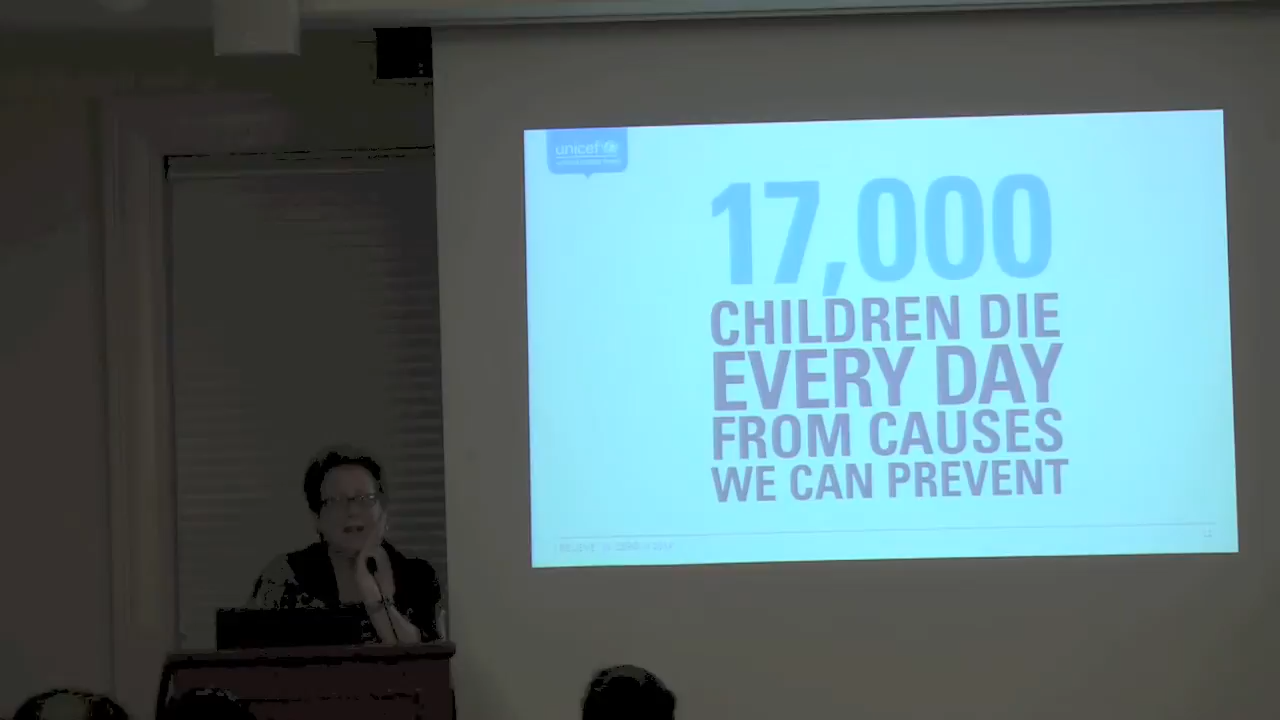 unicef
17,000
CHILDREN DIE
EVERY DAY
FROM CAUSES
WE CAN PREVENT